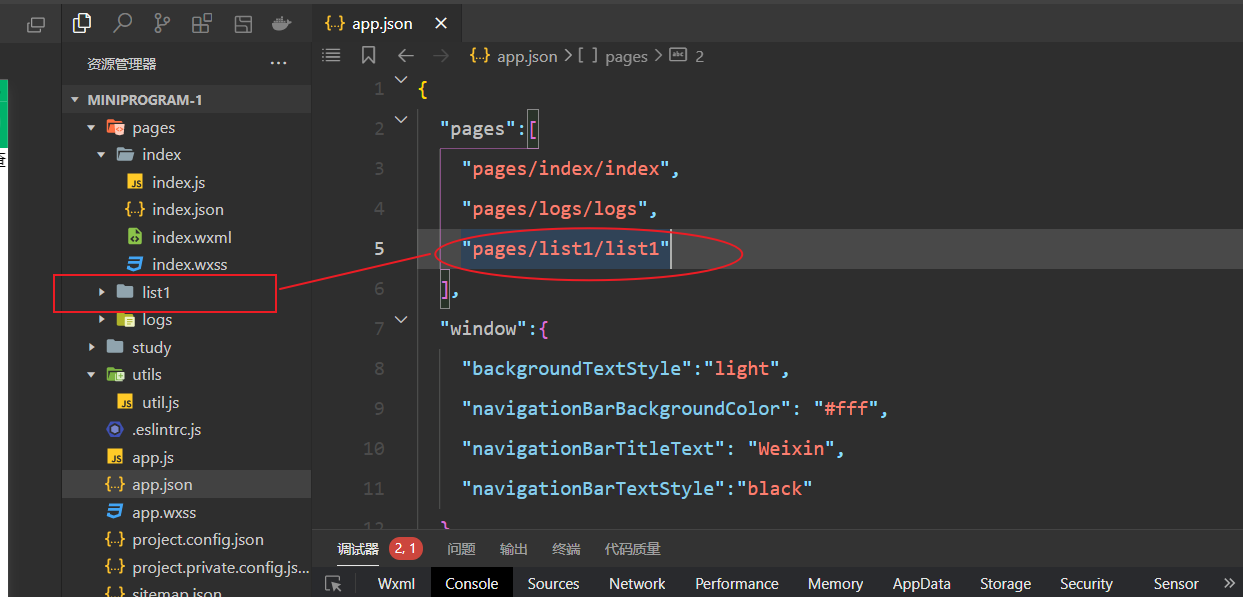 app.json
资源管理器 ···
app.json pages 2
MINIPROGRAM-1
pages
index
index.js
index.json
index.wxml
index.wxss
list1
logs
study
utils
util.js
.eslintrc.js
app.js
app.json
app.wxss
project.config.json
project.private.config.js...
sitemap.json
1 {
2 "pages":[
3 "pages/index/index",
4 "pages/logs/logs",
5 "pages/list1/list1"
6 ],
7 "window":{
8 "backgroundTextStyle":"light",
9 "navigationBarBackgroundColor": "#fff",
10 "navigationBarTitleText": "Weixin",
11 "navigationBarTextStyle":"black"
12 }
调试器 2, 1 问题 输出 终端 代码质量
Wxml Console Sources Network Performance Memory AppData Storage Security Sensor